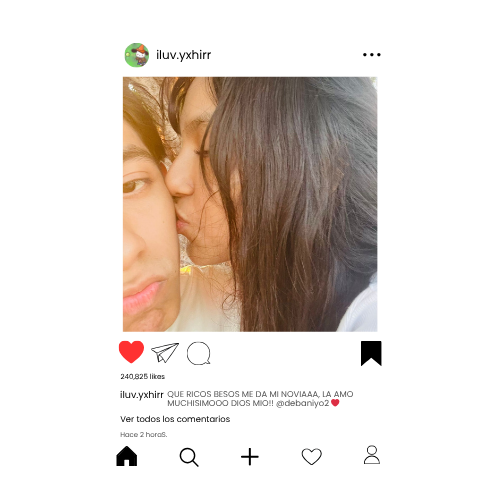 iluv.yxhirr
240,825 likes
iluv.yxhirr QUE RICOS BESOS ME DA MI NOVIAAA, LA AMO
MUCHISIMOOO DIOS MIO!! @debaniyo2 ❤️
Ver todos los comentarios
Hace 2 horaS.